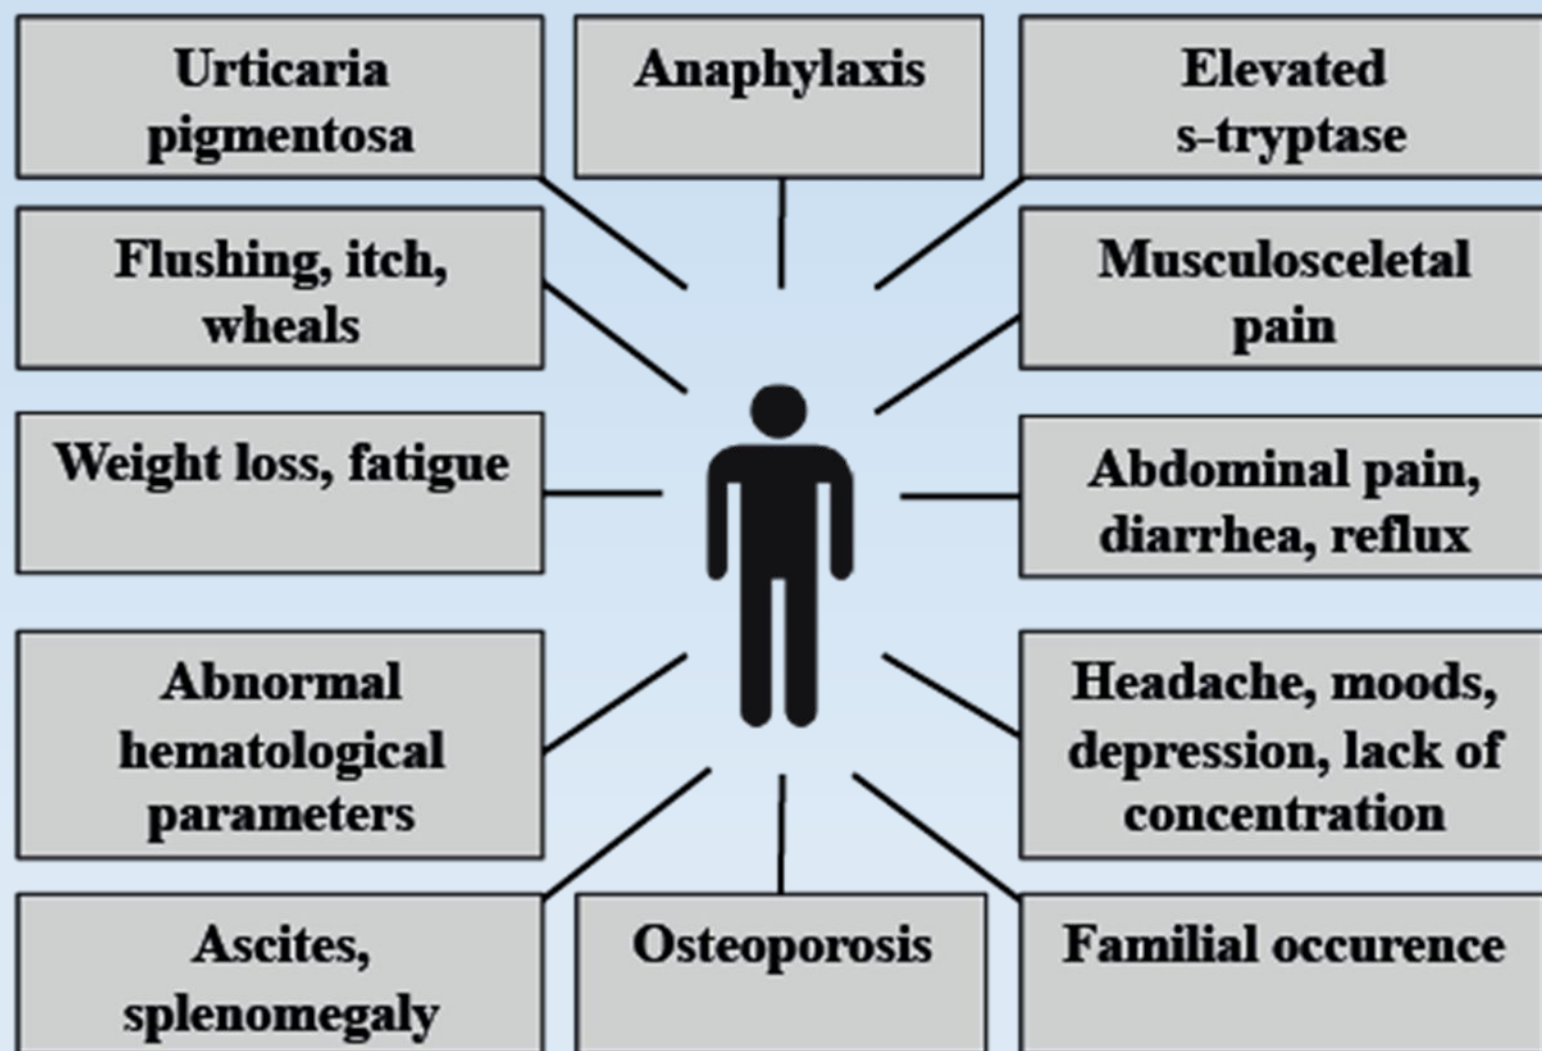 Urticaria
pigmentosa
Anaphylaxis
Elevated
s-tryptase
Flushing, itch,
wheals
Musculosceletal
pain
Weight loss, fatigue
Abdominal pain,
diarrhea, reflux
Abnormal
hematological
parameters
Headache, moods,
depression, lack of
concentration
Ascites,
splenomegaly
Osteoporosis
Familial occurence